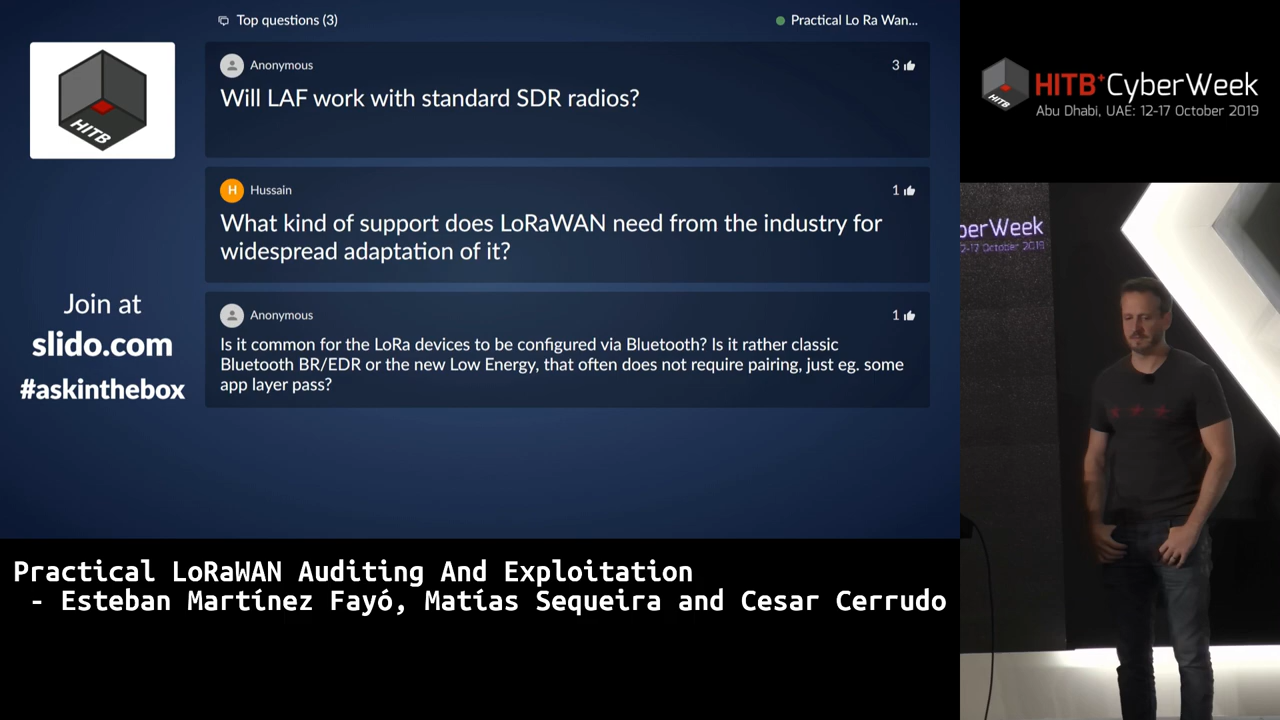 Top questions (3)
Practical Lo Ra Wan...
HITB
Anonymous
3
Will LAF work with standard SDR radios?
H
Hussain
1
What kind of support does LoRaWAN need from the industry for
widespread adaptation of it?
Anonymous
1
Is it common for the LoRa devices to be configured via Bluetooth? Is it rather classic
Bluetooth BR/EDR or the new Low Energy, that often does not require pairing, just eg. some
app layer pass?
Join at
slido.com
#askinthebox
HITB
HITB+CyberWeek
Abu Dhabi, UAE: 12-17 October 2019
berWeek
2-17 October 2019
Practical LoRaWAN Auditing And Exploitation
- Esteban Martínez Fayó, Matías Sequeira and Cesar Cerrudo